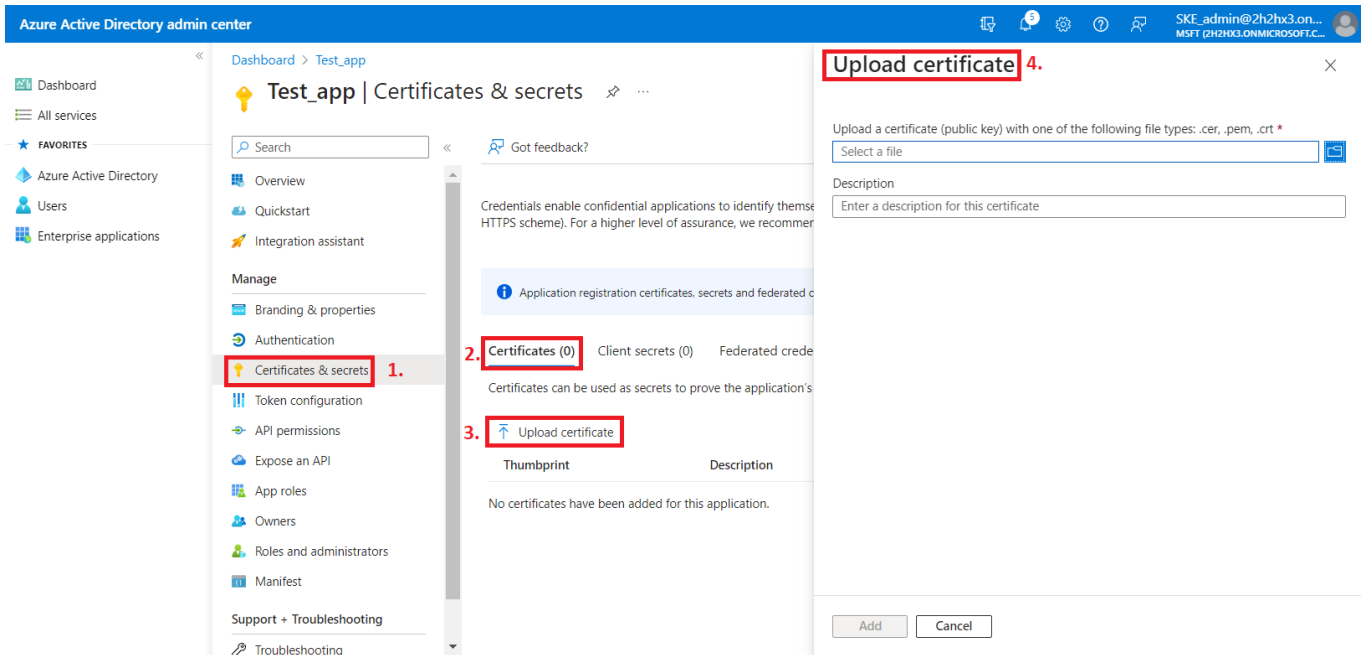 Azure Active Directory admin center
5
SKE_admin@2h2hx3.on...
MSFT (2H2HX3.ONMICROSOFT.C...
Dashboard
All services
FAVORITES
Azure Active Directory
Users
Enterprise applications
Dashboard > Test_app
Test_app | Certificates & secrets
Search
Overview
Quickstart
Integration assistant
Manage
Branding & properties
Authentication
Certificates & secrets
1.
Token configuration
API permissions
Expose an API
App roles
Owners
Roles and administrators
Manifest
Support + Troubleshooting
Troubleshooting
Got feedback?
Credentials enable confidential applications to identify themse
HTTPS scheme). For a higher level of assurance, we recommer
Application registration certificates, secrets and federated c
2.
Certificates (0) Client secrets (0) Federated crede
Certificates can be used as secrets to prove the application's
3.
Upload certificate
Thumbprint Description
No certificates have been added for this application.
Upload certificate 4.
Upload a certificate (public key) with one of the following file types: .cer, .pem, .crt *
Select a file
Description
Enter a description for this certificate
Add Cancel